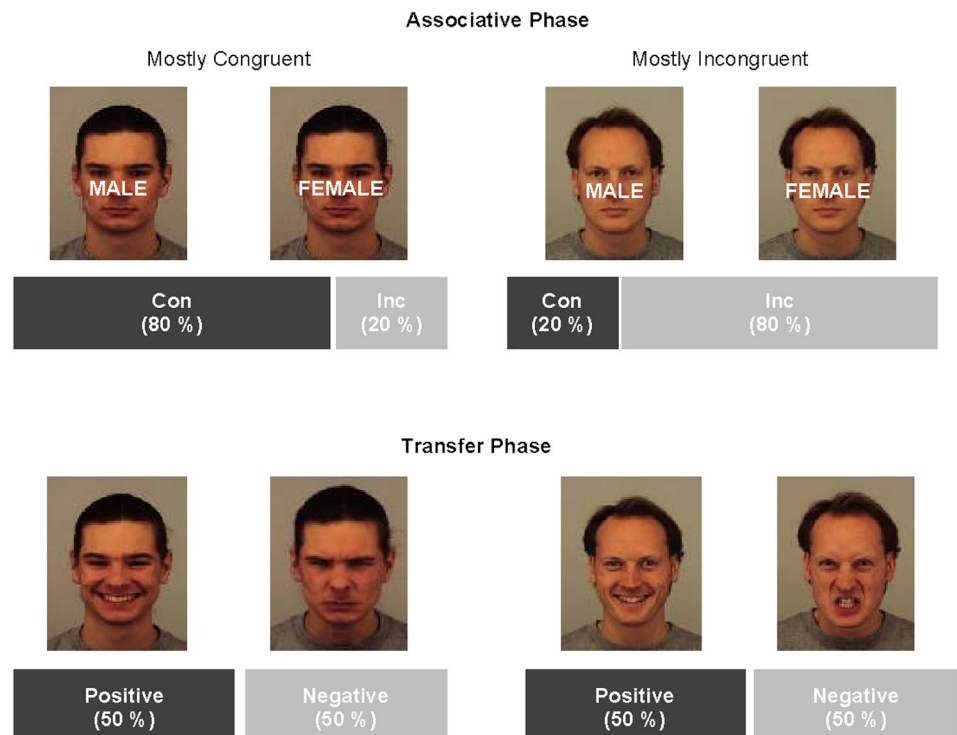 Associative Phase
Mostly Congruent
Mostly Incongruent
MALE
FEMALE
MALE
FEMALE
Con
(80 %)
Inc
(20 %)
Con
(20 %)
Inc
(80 %)
Transfer Phase
Positive
(50 %)
Negative
(50 %)
Positive
(50 %)
Negative
(50 %)